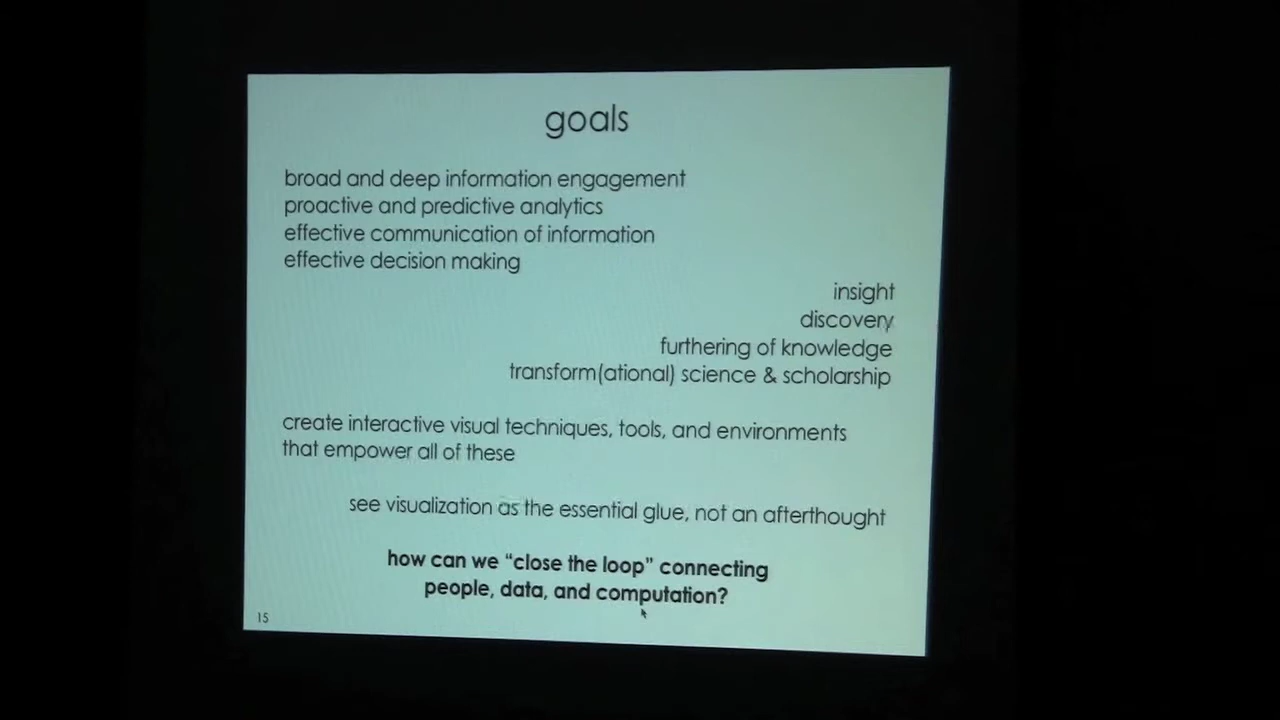 goals
broad and deep information engagement
proactive and predictive analytics
effective communication of information
effective decision making
insight
discovery
furthering of knowledge
transform(ational) science & scholarship
create interactive visual techniques, tools, and environments
that empower all of these
see visualization as the essential glue, not an afterthought
how can we “close the loop” connecting
people, data, and computation?
15